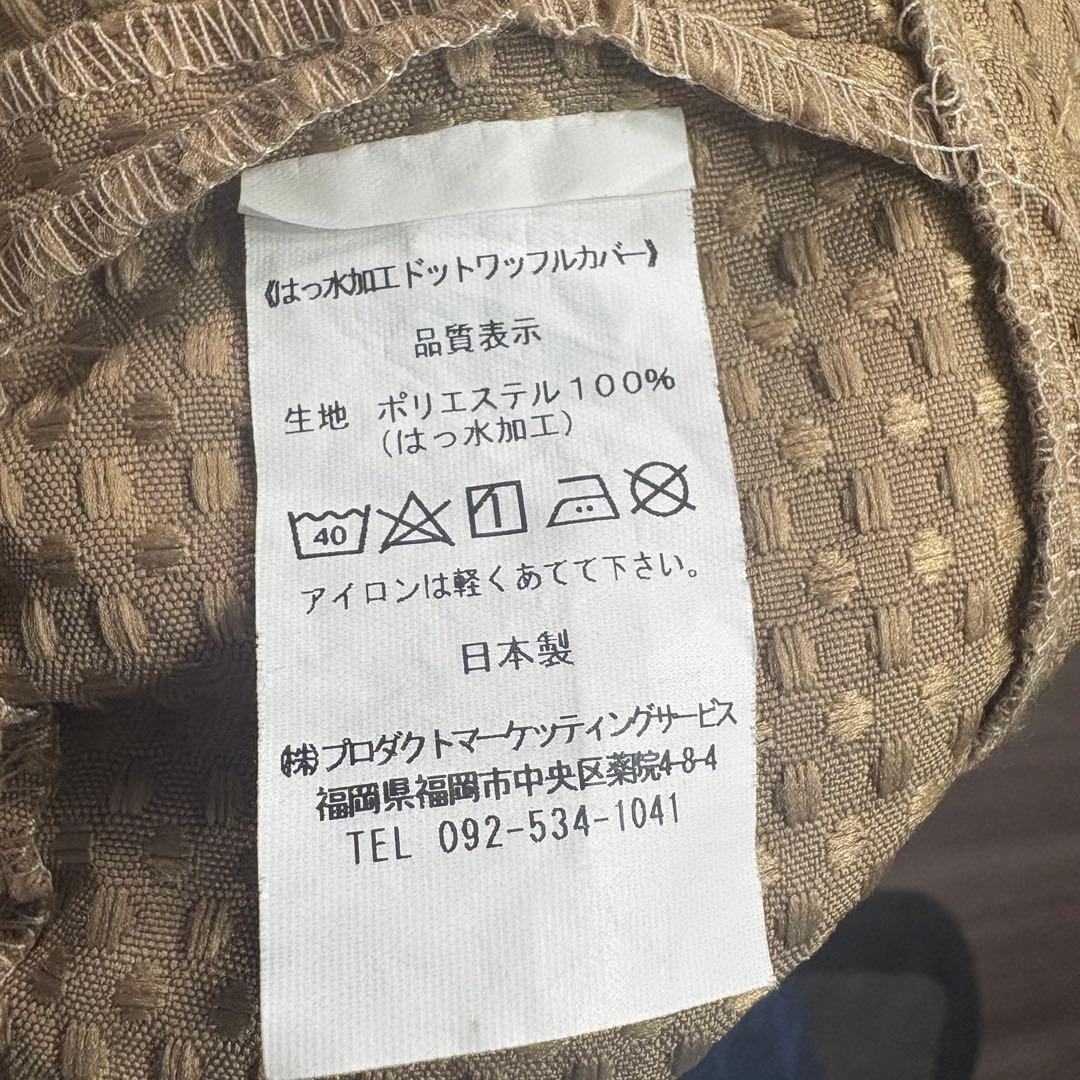 《はっ水加工ドットワッフルカバー》
品質表示
生地 ポリエステル100%
(はっ水加工)
40
アイロンは軽くあてて下さい。
日本製
㈱プロダクトマーケッティングサービス
福岡県福岡市中央区薬院4-8-4
TEL 092-534-1041